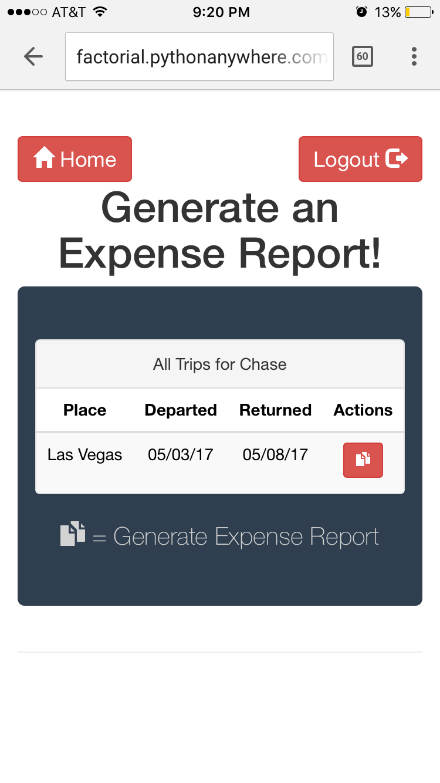 AT&T 9:20 PM 13%
factorial.pythonanywhere.com 60
Home Logout
Generate an
Expense Report!
All Trips for Chase
Place Departed Returned Actions
Las Vegas 05/03/17 05/08/17
= Generate Expense Report